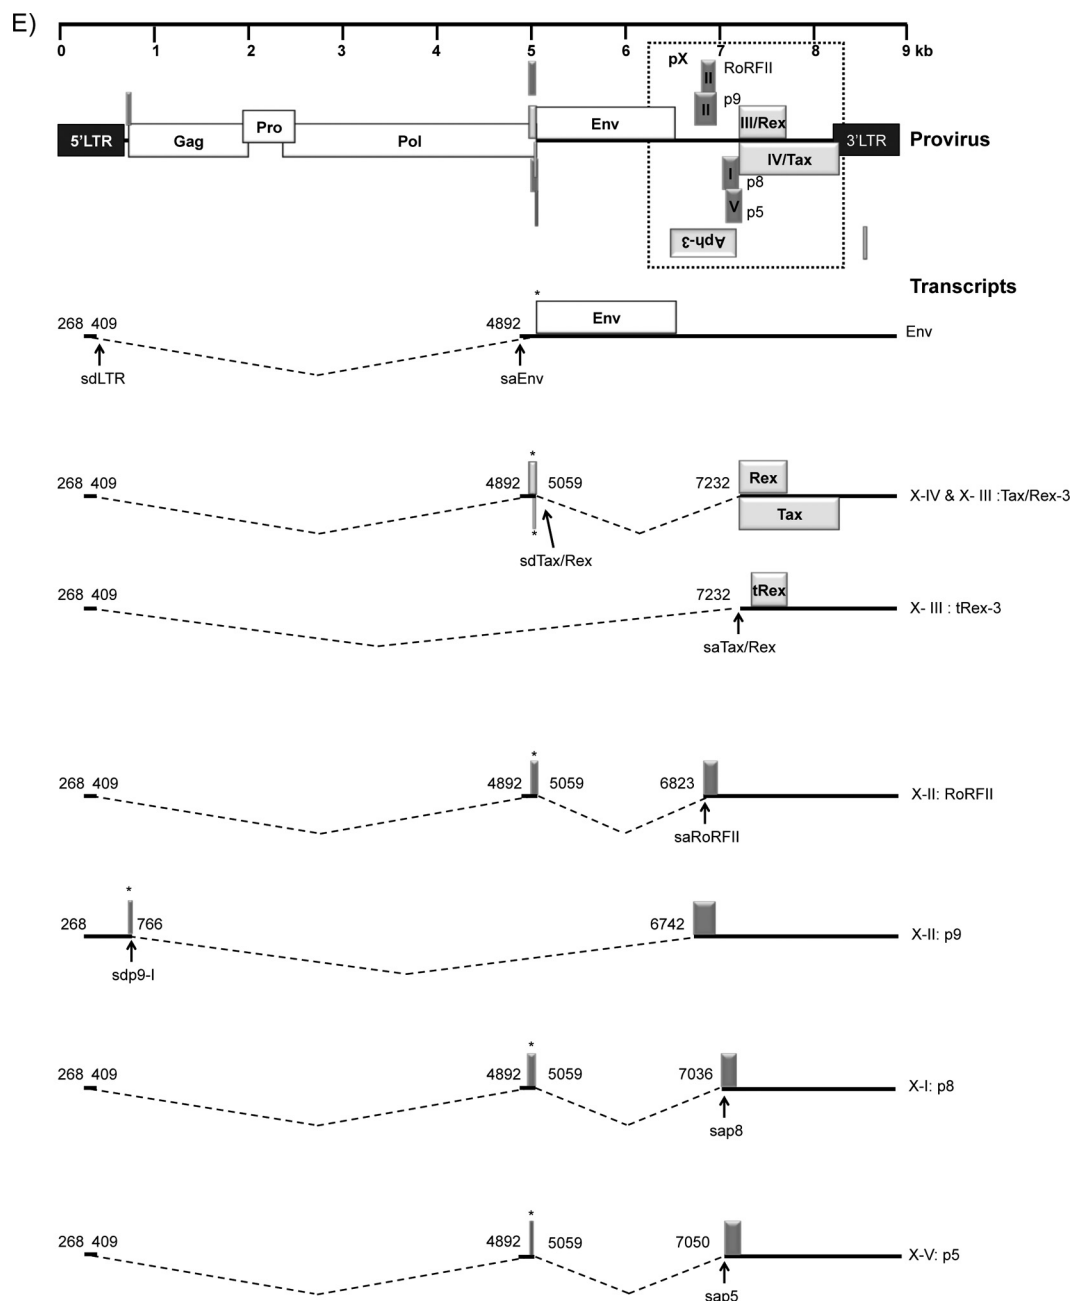 E)
0 1 2 3 4 5 6 7 8 9 kb
pX
II RoRFII
II p9
5'LTR Gag Pro Pol Env III/Rex 3'LTR Provirus
IV/Tax
I p8
V p5
Aph-3
Transcripts
268 409 4892 * Env Env
sdLTR saEnv
*
268 409 4892 5059 7232 Rex X-IV & X- III :Tax/Rex-3
Tax
*
sdTax/Rex
268 409 7232 tRex X- III : tRex-3
saTax/Rex
*
268 409 4892 5059 6823 X-II: RoRFII
saRoRFII
*
268 766 6742 X-II: p9
sdp9-I
*
268 409 4892 5059 7036 X-I: p8
sap8
*
268 409 4892 5059 7050 X-V: p5
sap5